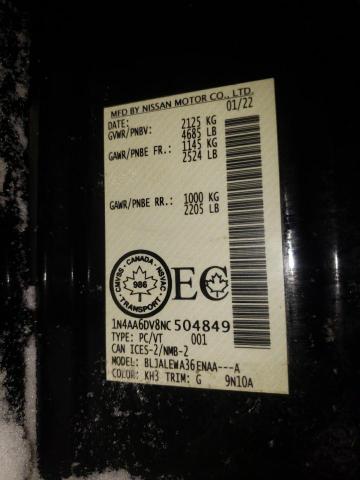 MFD BY NISSAN MOTOR CO., LTD.
DATE: 01/22
GVWR/PNBV: 2125 KG
4685 LB
GAWR/PNBE FR.: 1145 KG
2524 LB
GAWR/PNBE RR.: 1000 KG
2205 LB
CMVSS - CANADA - NSVAC
986
TRANSPORT
EC
1N4AA6DV8NC504849
TYPE: PC/VT 001
CAN ICES-2/NMB-2
MODEL: BLJALEWA36ENAA---A
COLOR: KH3 TRIM: G 9N10A